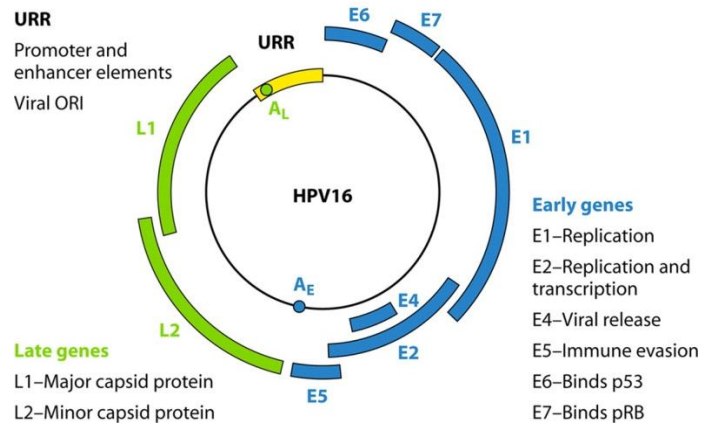 URR
Promoter and
enhancer elements
Viral ORI
E6
E7
URR
A_L
L1
E1
HPV16
A_E
E4
L2
E2
E5
Early genes
E1–Replication
E2–Replication and
transcription
E4–Viral release
E5–Immune evasion
E6–Binds p53
E7–Binds pRB
Late genes
L1–Major capsid protein
L2–Minor capsid protein